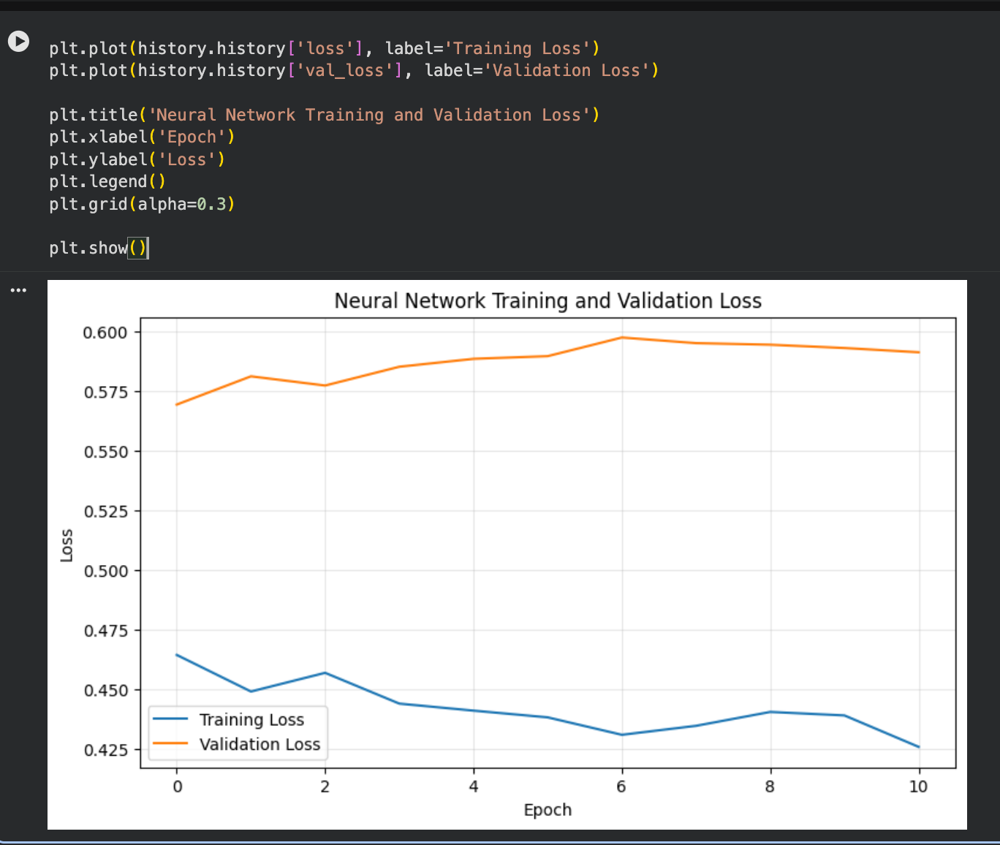 plt.plot(history.history['loss'], label='Training Loss')
plt.plot(history.history['val_loss'], label='Validation Loss')
plt.title('Neural Network Training and Validation Loss')
plt.xlabel('Epoch')
plt.ylabel('Loss')
plt.legend()
plt.grid(alpha=0.3)
plt.show()
Neural Network Training and Validation Loss
0.600
0.575
0.550
0.525
0.500
0.475
0.450
0.425
Loss
Training Loss
Validation Loss
0 2 4 6 8 10
Epoch